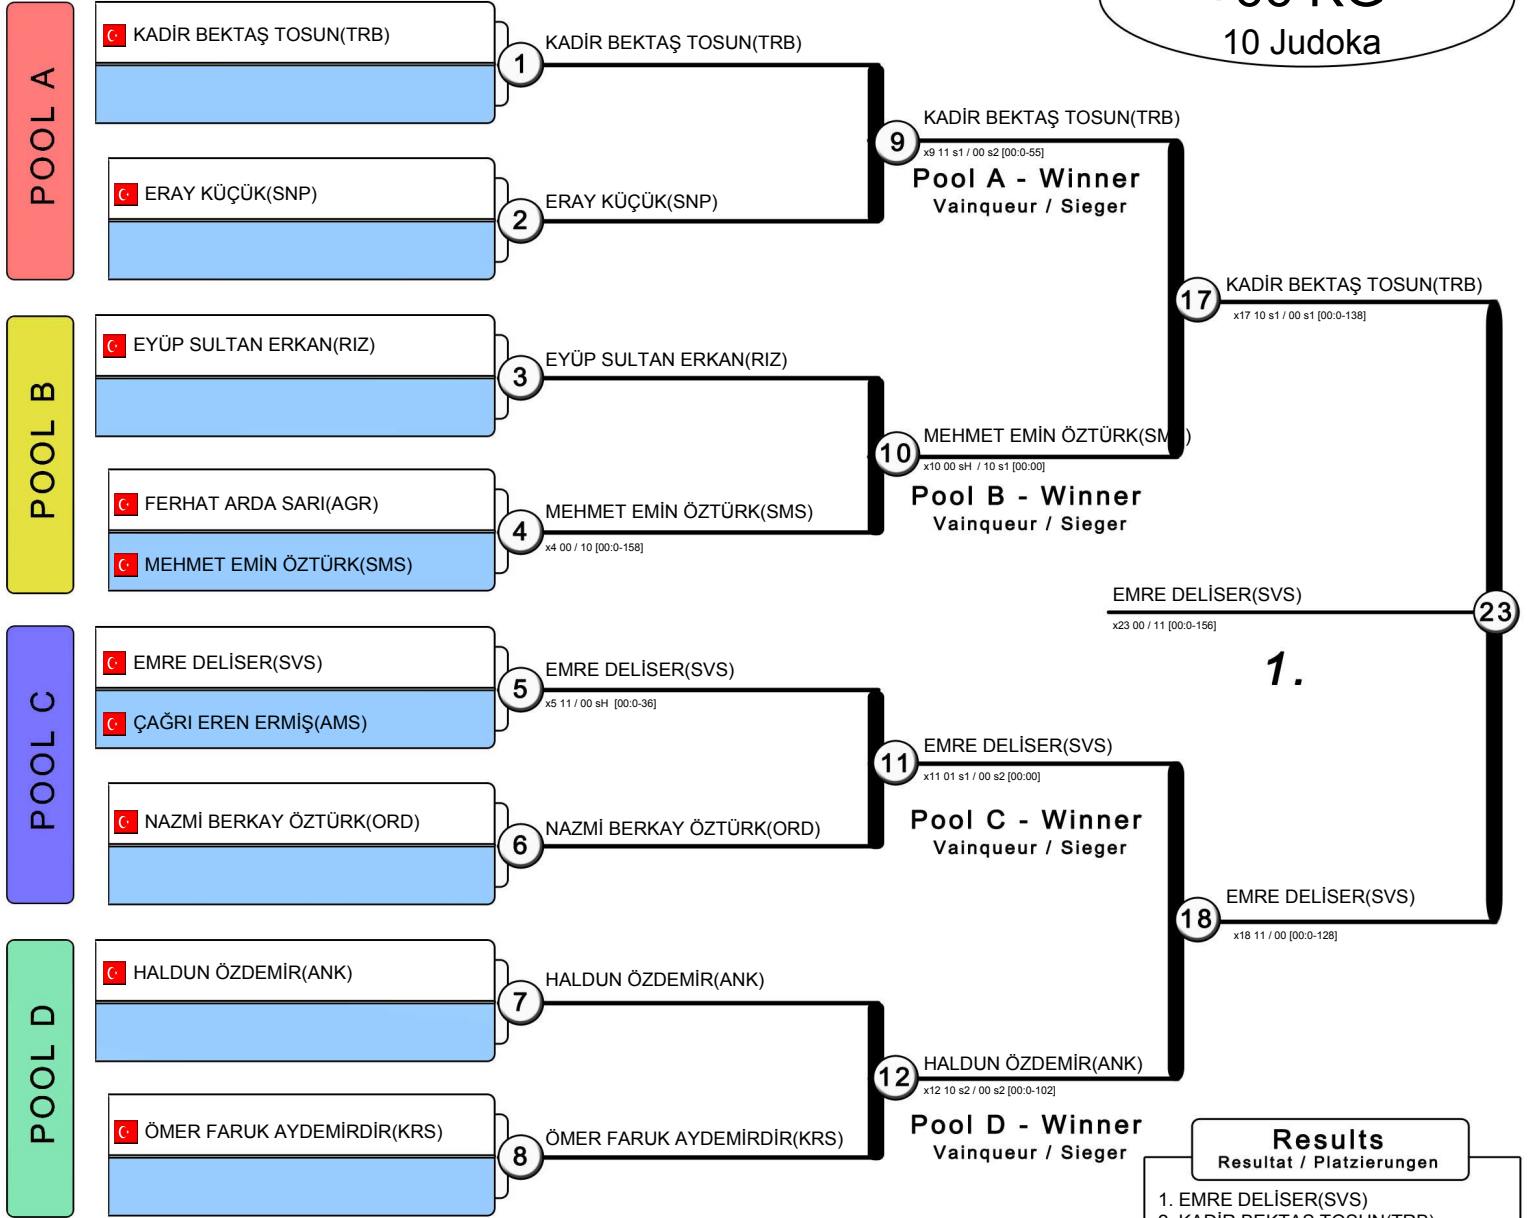 10 Judoka
POOL A
KADİR BEKTAŞ TOSUN(TRB)
1
KADİR BEKTAŞ TOSUN(TRB)
ERAY KÜÇÜK(SNP)
2
ERAY KÜÇÜK(SNP)
9
KADİR BEKTAŞ TOSUN(TRB)
x9 11 s1 / 00 s2 [00:0-55]
Pool A - Winner
Vainqueur / Sieger
POOL B
EYÜP SULTAN ERKAN(RIZ)
3
EYÜP SULTAN ERKAN(RIZ)
FERHAT ARDA SARI(AGR)
MEHMET EMİN ÖZTÜRK(SMS)
4
MEHMET EMİN ÖZTÜRK(SMS)
x4 00 / 10 [00:0-158]
10
MEHMET EMİN ÖZTÜRK(SM )
x10 00 sH / 10 s1 [00:00]
Pool B - Winner
Vainqueur / Sieger
17
KADİR BEKTAŞ TOSUN(TRB)
x17 10 s1 / 00 s1 [00:0-138]
EMRE DELİSER(SVS)
x23 00 / 11 [00:0-156]
23
1.
POOL C
EMRE DELİSER(SVS)
ÇAĞRI EREN ERMİŞ(AMS)
5
EMRE DELİSER(SVS)
x5 11 / 00 sH [00:0-36]
NAZMİ BERKAY ÖZTÜRK(ORD)
6
NAZMİ BERKAY ÖZTÜRK(ORD)
11
EMRE DELİSER(SVS)
x11 01 s1 / 00 s2 [00:00]
Pool C - Winner
Vainqueur / Sieger
18
EMRE DELİSER(SVS)
x18 11 / 00 [00:0-128]
POOL D
HALDUN ÖZDEMİR(ANK)
7
HALDUN ÖZDEMİR(ANK)
ÖMER FARUK AYDEMİRDİR(KRS)
8
ÖMER FARUK AYDEMİRDİR(KRS)
12
HALDUN ÖZDEMİR(ANK)
x12 10 s2 / 00 s2 [00:0-102]
Pool D - Winner
Vainqueur / Sieger
Results
Resultat / Platzierungen
1. EMRE DELİSER(SVS)
2. KADİR BEKTAŞ TOSUN(TRB)